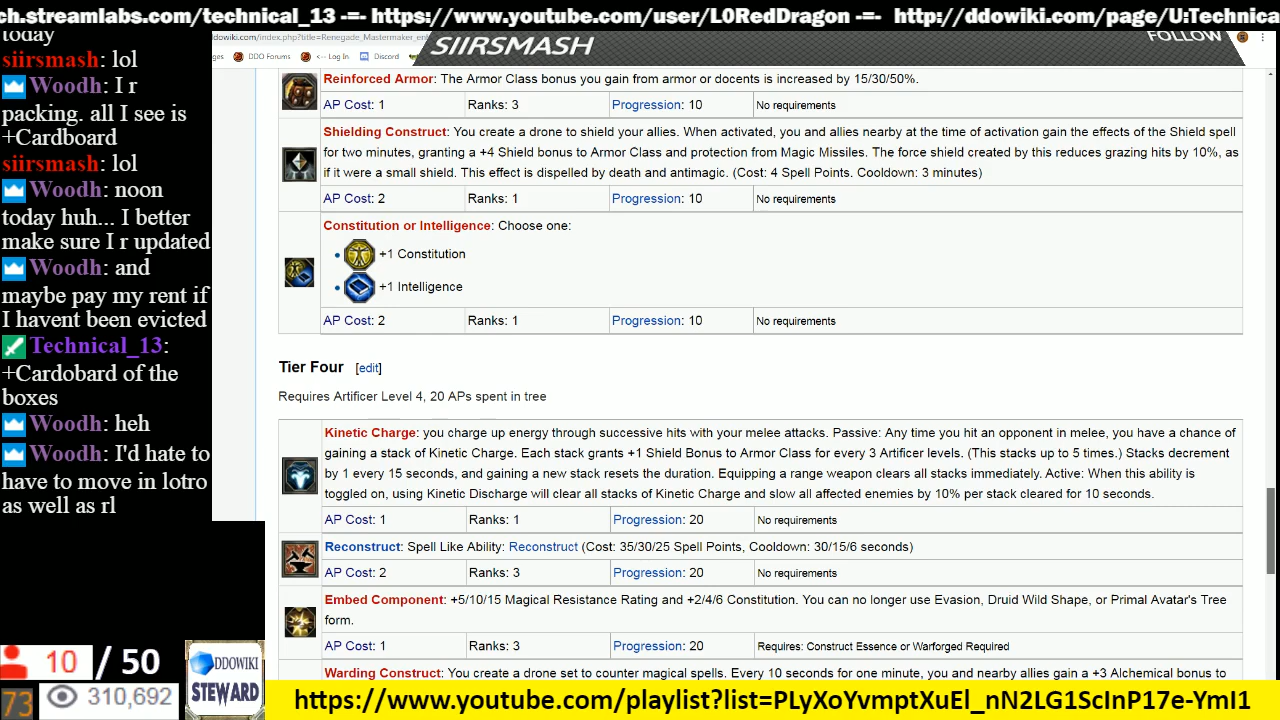 ch.streamlabs.com/technical_13 -=- https://www.youtube.com/user/L0RedDragon -=- http://ddowiki.com/page/U:Technica
today
siirsmash: lol
Woodh: I r
packing. all I see is
+Cardboard
siirsmash: lol
Woodh: noon
today huh... I better
make sure I r updated
Woodh: and
maybe pay my rent if
I havent been evicted
Technical_13:
+Cardobard of the
boxes
Woodh: heh
Woodh: I'd hate to
have to move in lotro
as well as rl
10 / 50
73 310,692
DDOWIKI
STEWARD
ddowiki.com/index.php?title=Renegade_Mastermaker_en
ges DDO Forums <-- Log In Discord
SIIRSMASH
FOLLOW
Reinforced Armor: The Armor Class bonus you gain from armor or docents is increased by 15/30/50%.
AP Cost: 1 Ranks: 3 Progression: 10 No requirements
Shielding Construct: You create a drone to shield your allies. When activated, you and allies nearby at the time of activation gain the effects of the Shield spell
for two minutes, granting a +4 Shield bonus to Armor Class and protection from Magic Missiles. The force shield created by this reduces grazing hits by 10%, as
if it were a small shield. This effect is dispelled by death and antimagic. (Cost: 4 Spell Points. Cooldown: 3 minutes)
AP Cost: 2 Ranks: 1 Progression: 10 No requirements
Constitution or Intelligence: Choose one:
+1 Constitution
+1 Intelligence
AP Cost: 2 Ranks: 1 Progression: 10 No requirements
Tier Four [edit]
Requires Artificer Level 4, 20 APs spent in tree
Kinetic Charge: you charge up energy through successive hits with your melee attacks. Passive: Any time you hit an opponent in melee, you have a chance of
gaining a stack of Kinetic Charge. Each stack grants +1 Shield Bonus to Armor Class for every 3 Artificer levels. (This stacks up to 5 times.) Stacks decrement
by 1 every 15 seconds, and gaining a new stack resets the duration. Equipping a range weapon clears all stacks immediately. Active: When this ability is
toggled on, using Kinetic Discharge will clear all stacks of Kinetic Charge and slow all affected enemies by 10% per stack cleared for 10 seconds.
AP Cost: 1 Ranks: 1 Progression: 20 No requirements
Reconstruct: Spell Like Ability: Reconstruct (Cost: 35/30/25 Spell Points, Cooldown: 30/15/6 seconds)
AP Cost: 2 Ranks: 3 Progression: 20 No requirements
Embed Component: +5/10/15 Magical Resistance Rating and +2/4/6 Constitution. You can no longer use Evasion, Druid Wild Shape, or Primal Avatar's Tree
form.
AP Cost: 1 Ranks: 3 Progression: 20 Requires: Construct Essence or Warforged Required
Warding Construct: You create a drone set to counter magical spells. Every 10 seconds for one minute, you and nearby allies gain a +3 Alchemical bonus to
https://www.youtube.com/playlist?list=PLyXoYvmptXuEl_nN2LG1ScInP17e-YmI1